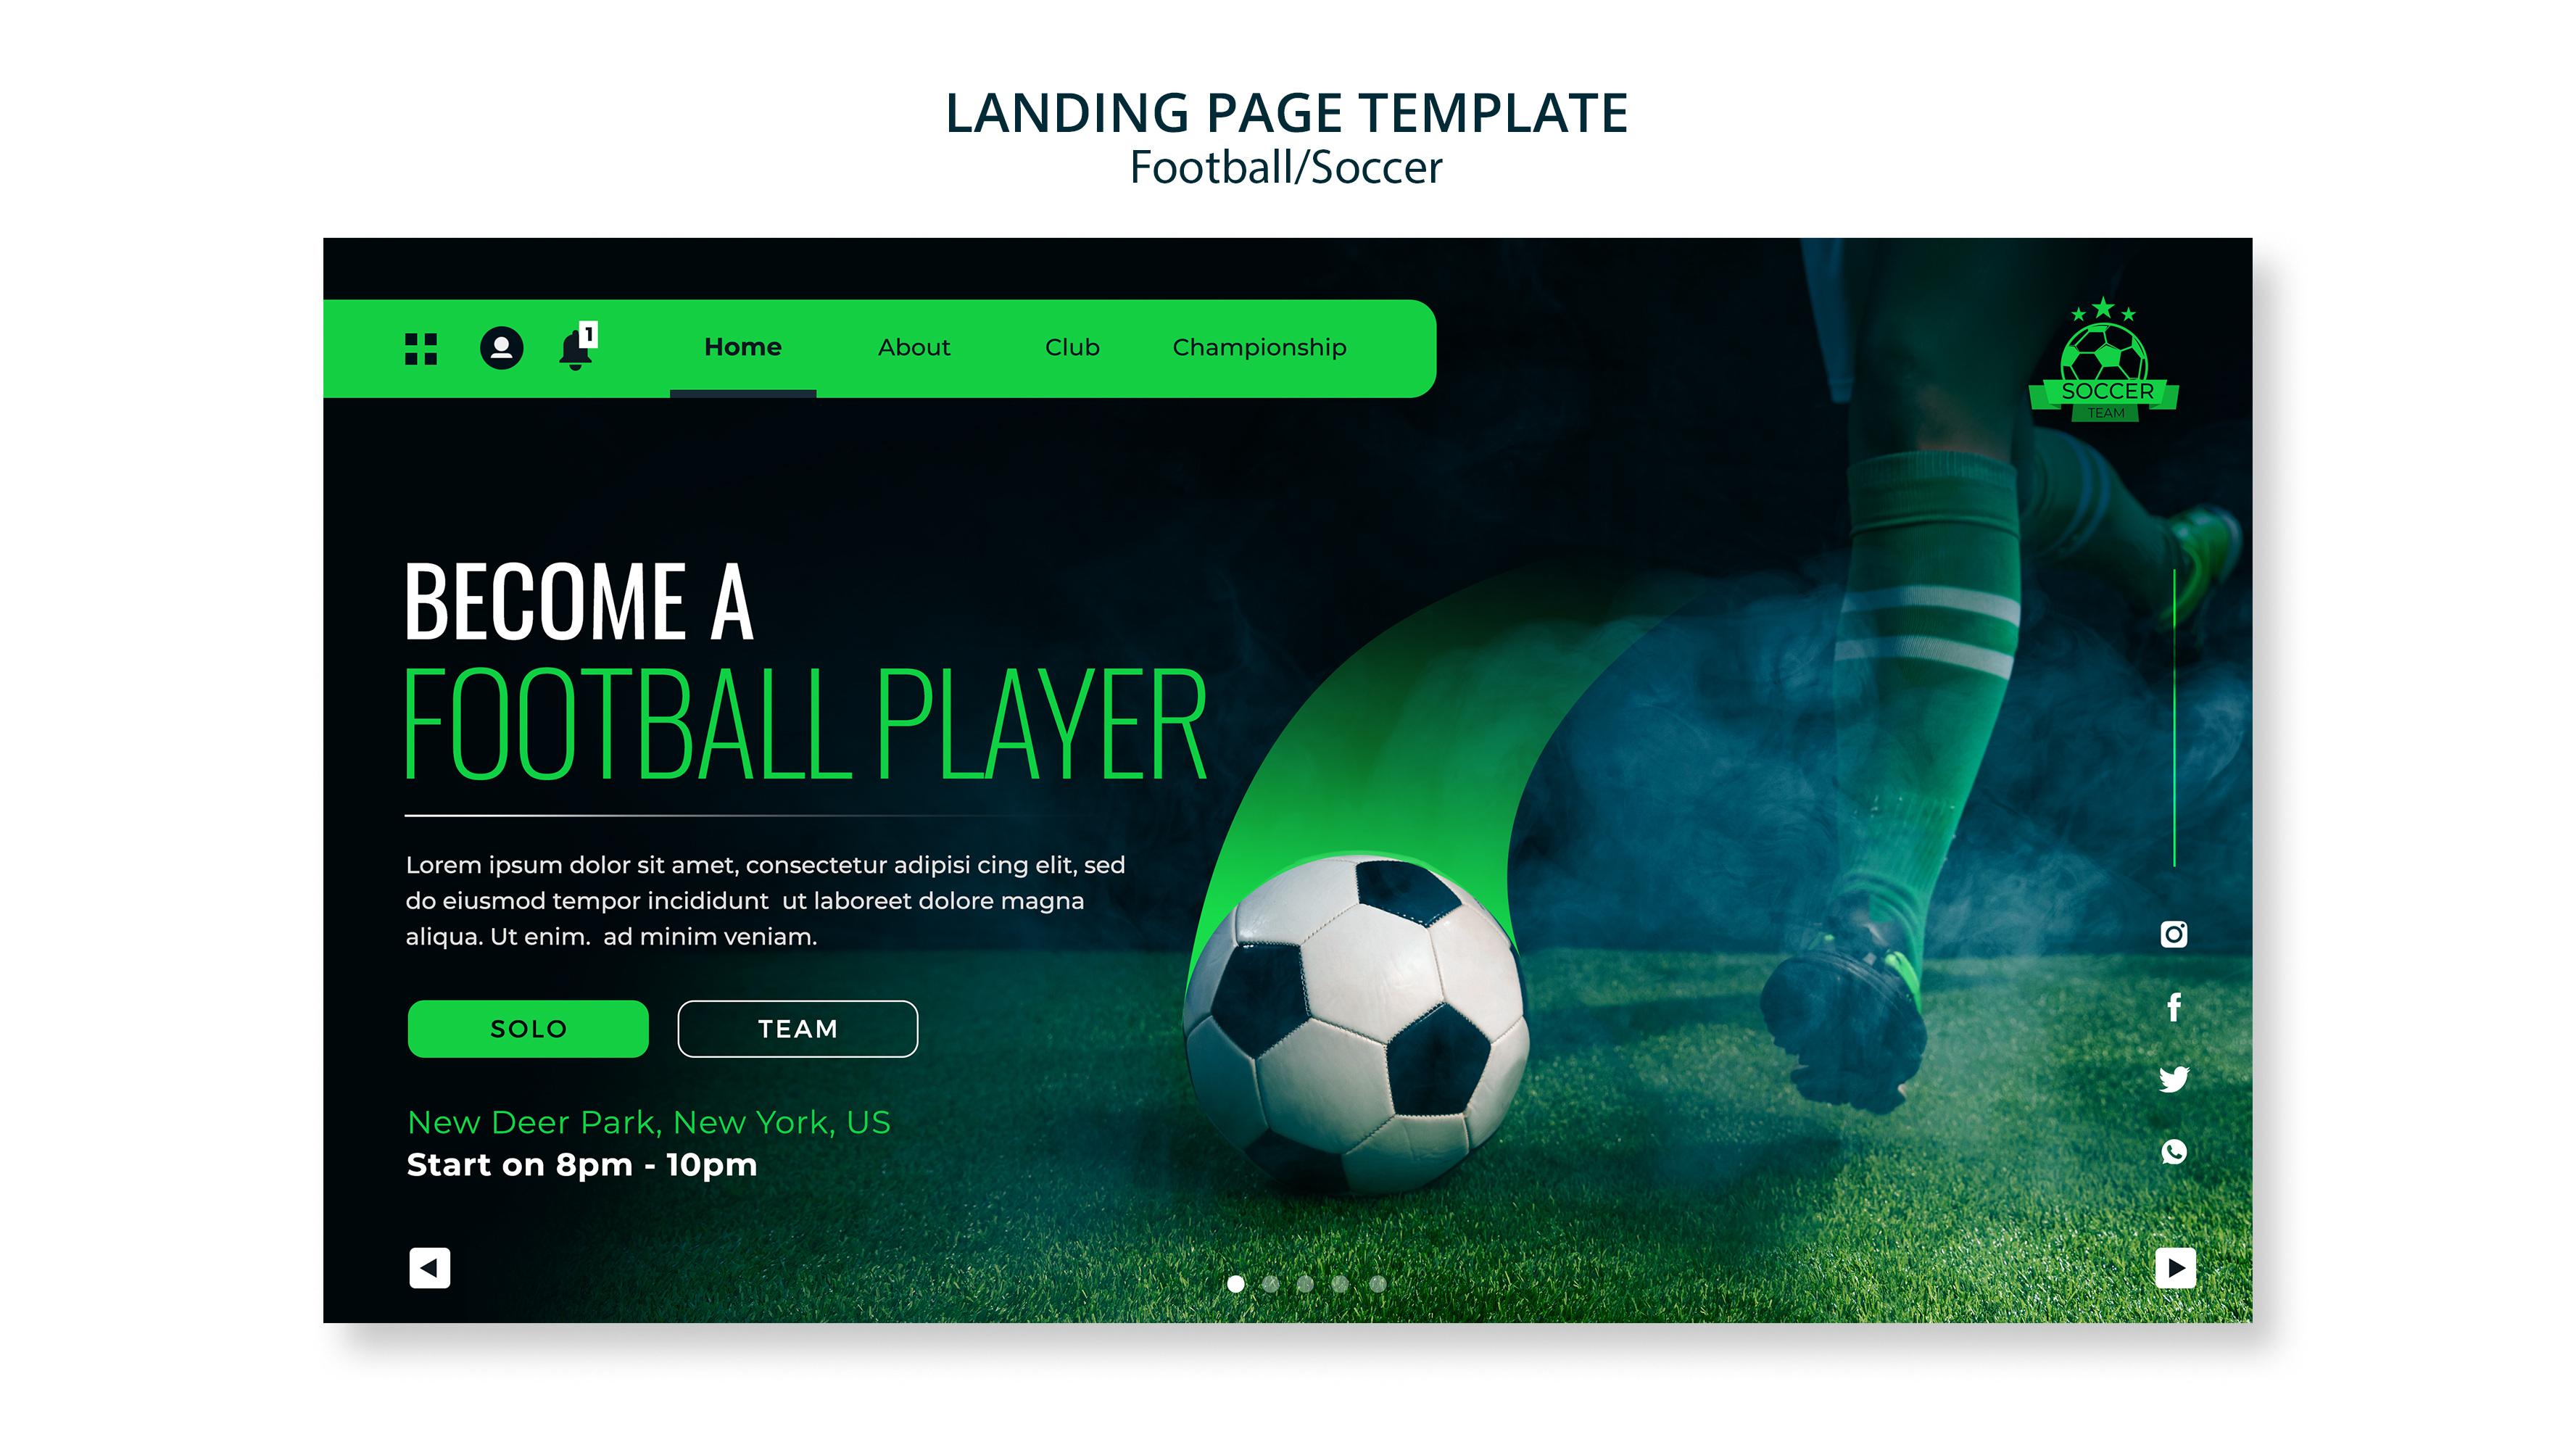 LANDING PAGE TEMPLATE
Football/Soccer
1
Home About Club Championship
SOCCER
TEAM
BECOME A
FOOTBALL PLAYER
Lorem ipsum dolor sit amet, consectetur adipisi cing elit, sed
do eiusmod tempor incididunt  ut laboreet dolore magna
aliqua. Ut enim.  ad minim veniam.
SOLO TEAM
New Deer Park, New York, US
Start on 8pm - 10pm